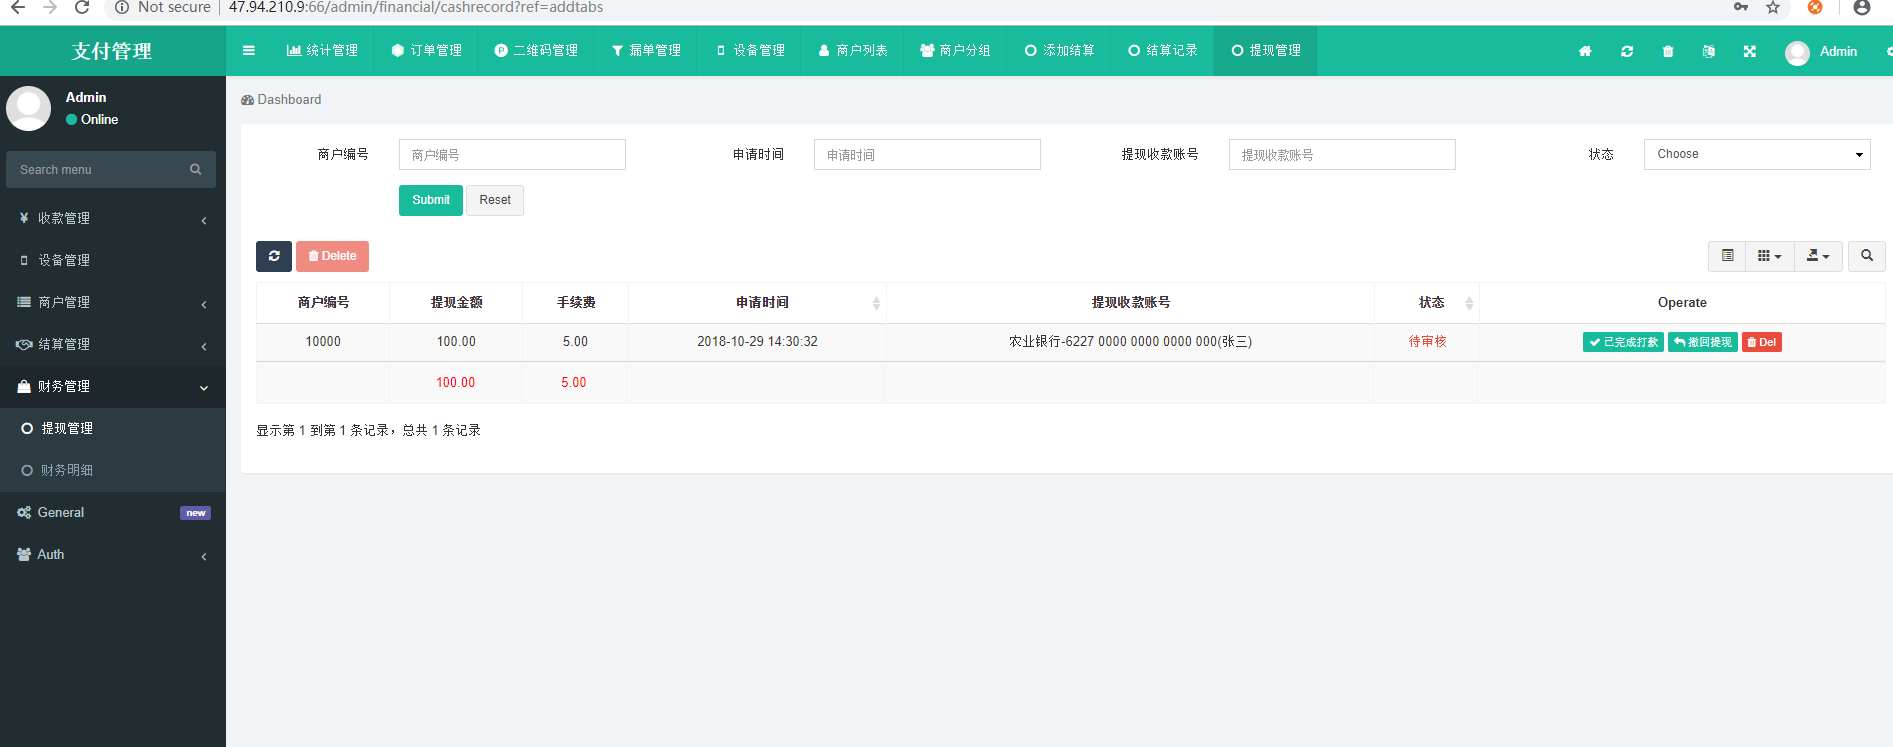 Not secure 47.94.210.9:66/admin/financial/cashrecord?ref=addtabs
支付管理 统计管理 订单管理 P 二维码管理 漏单管理 设备管理 商户列表 商户分组 添加结算 结算记录 提现管理 Admin
Admin
Online
Search menu
¥ 收款管理
设备管理
商户管理
结算管理
财务管理
提现管理
财务明细
General new
Auth
Dashboard
商户编号 商户编号 申请时间 申请时间 提现收款账号 提现收款账号 状态 Choose
Submit Reset
Delete
商户编号 提现金额 手续费 申请时间 提现收款账号 状态 Operate
10000 100.00 5.00 2018-10-29 14:30:32 农业银行-6227 0000 0000 0000 000(张三) 待审核 已完成打款 撤回提现 Del
100.00 5.00
显示第 1 到第 1 条记录，总共 1 条记录